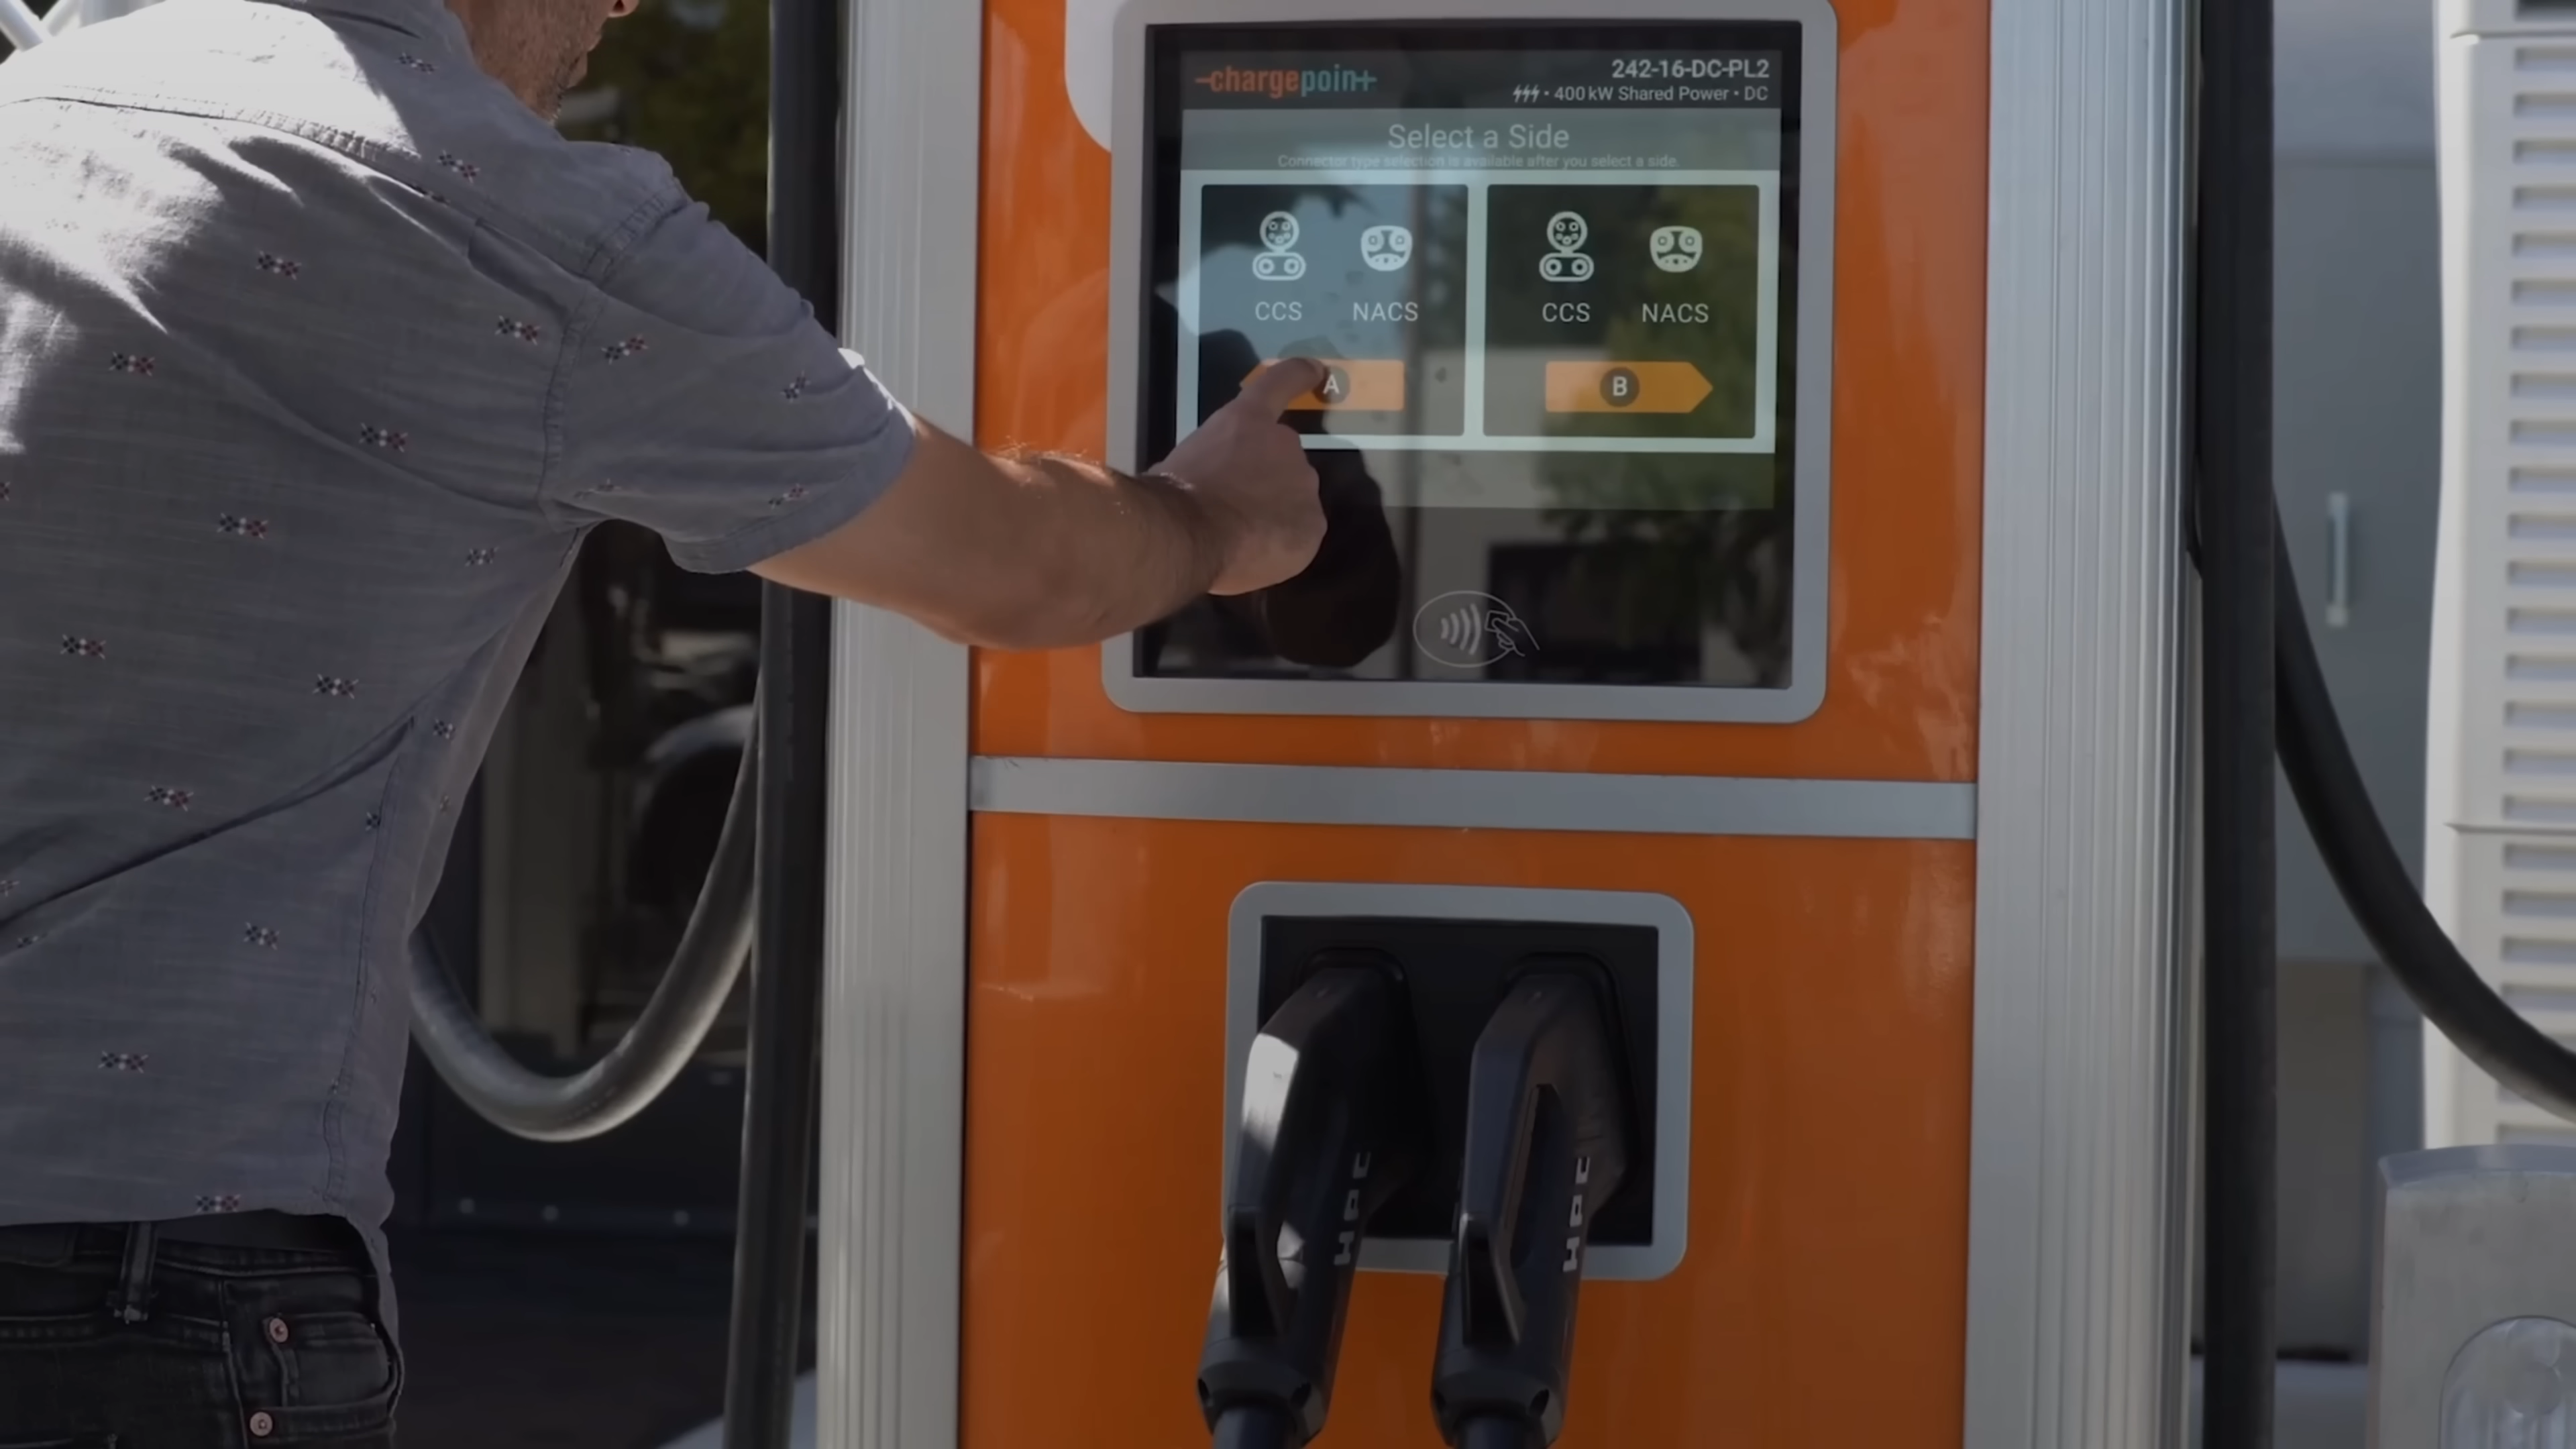 chargepoint
242-16-DC-PL2
• 400 kW Shared Power • DC
Select a Side
Connector type selection is available after you select a side.
CCS NACS
CCS NACS
A
B
HPC
HPC